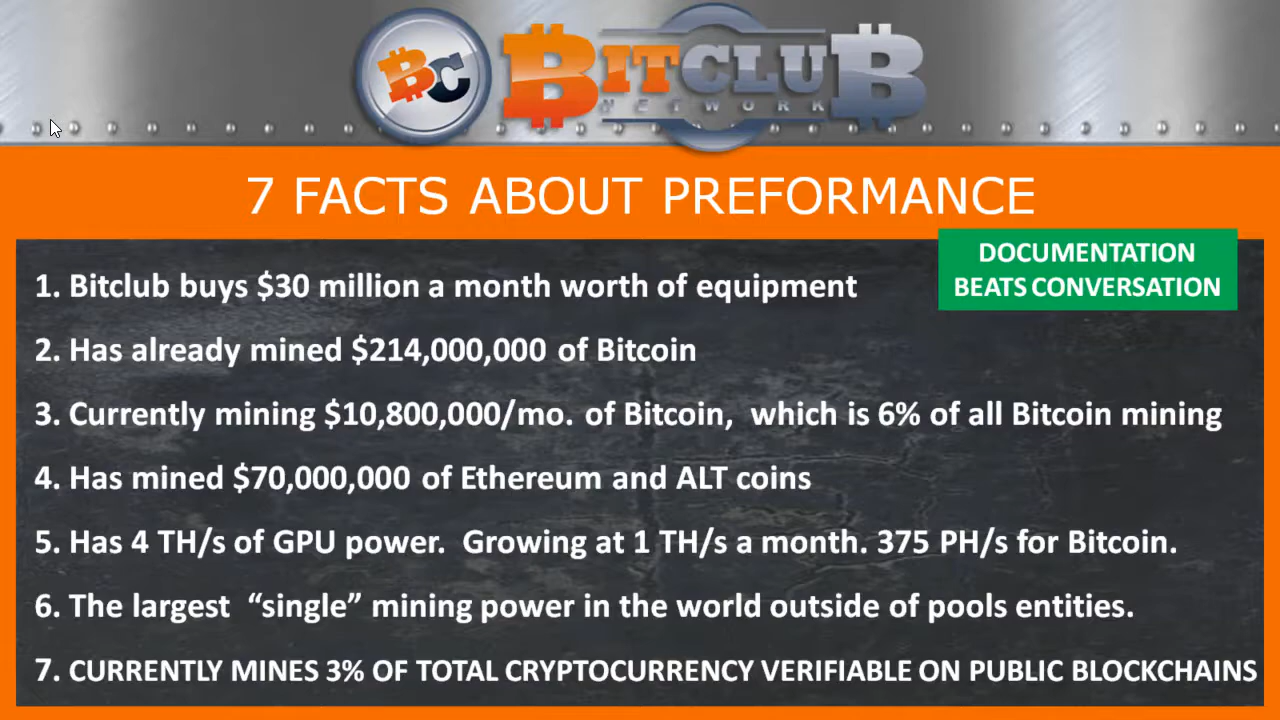 BC BITCLUB
NETWORK
7 FACTS ABOUT PREFORMANCE
DOCUMENTATION
BEATS CONVERSATION
1. Bitclub buys $30 million a month worth of equipment
2. Has already mined $214,000,000 of Bitcoin
3. Currently mining $10,800,000/mo. of Bitcoin, which is 6% of all Bitcoin mining
4. Has mined $70,000,000 of Ethereum and ALT coins
5. Has 4 TH/s of GPU power. Growing at 1 TH/s a month. 375 PH/s for Bitcoin.
6. The largest “single” mining power in the world outside of pools entities.
7. CURRENTLY MINES 3% OF TOTAL CRYPTOCURRENCY VERIFIABLE ON PUBLIC BLOCKCHAINS